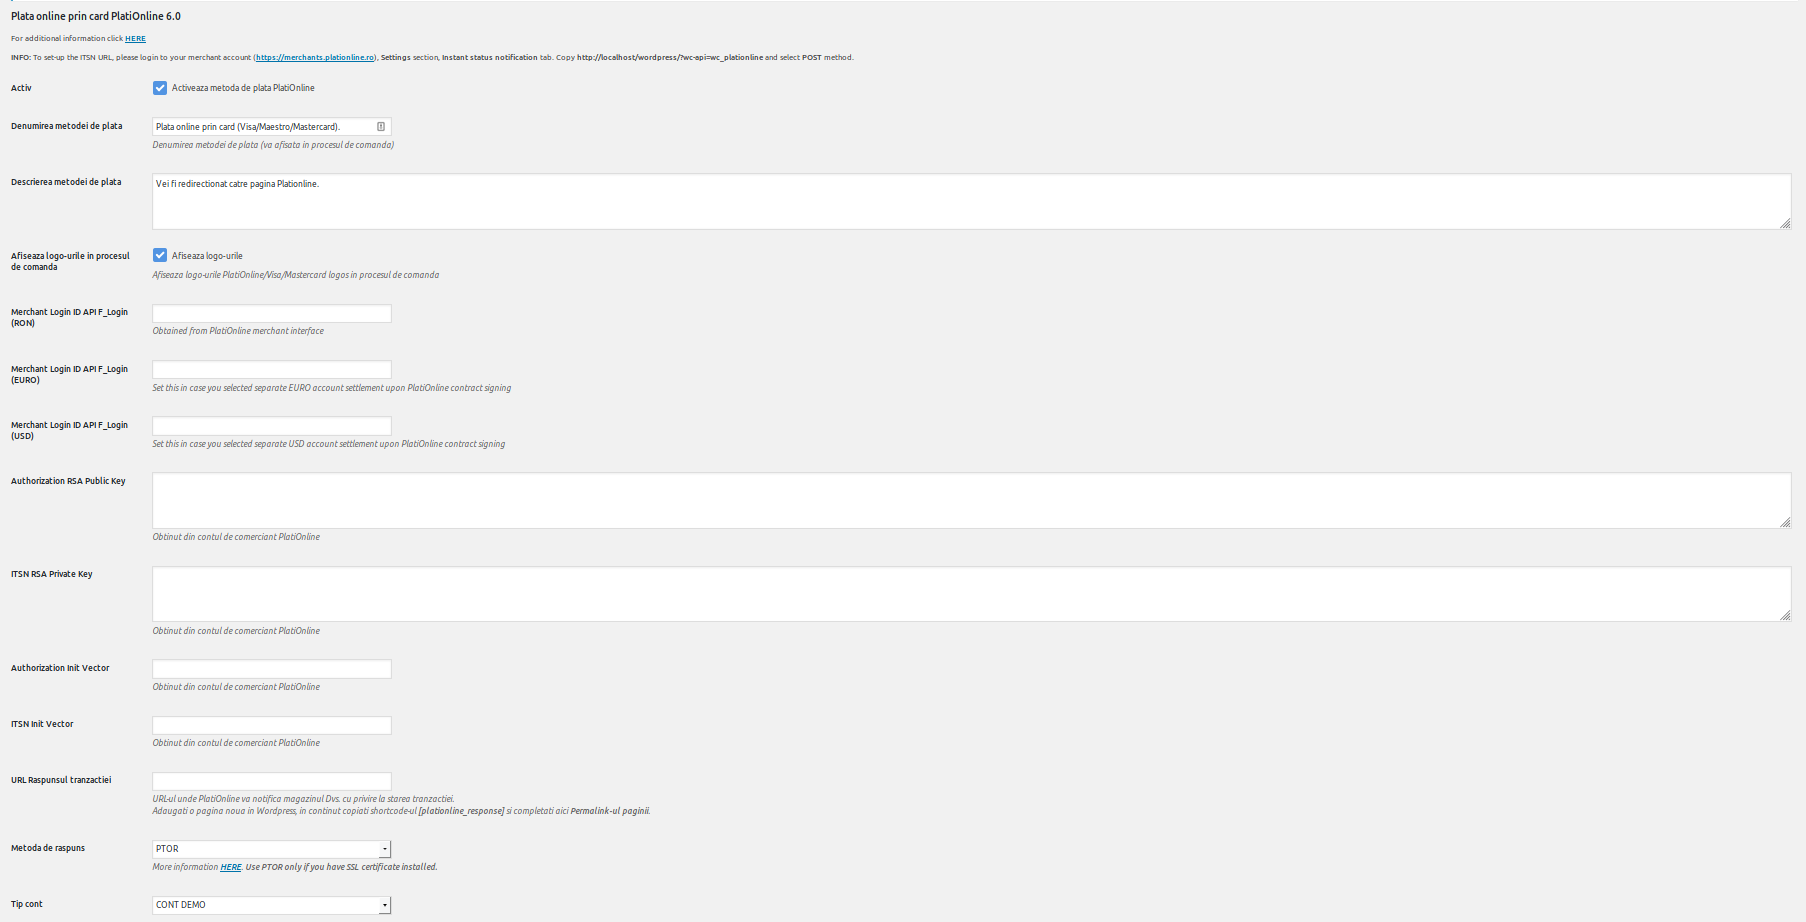 Plata online prin card PlatiOnline 6.0
For additional information click HERE
INFO: To set-up the ITSN URL, please login to your merchant account (https://merchants.plationline.ro), Settings section, Instant status notification tab. Copy http://localhost/wordpress/?wc-api=wc_plationline and select POST method.
Activ
Activeaza metoda de plata PlatiOnline
Denumirea metodei de plata
Plata online prin card (Visa/Maestro/Mastercard).
Denumirea metodei de plata (va afisata in procesul de comanda)
Descrierea metodei de plata
Vei fi redirectionat catre pagina Plationline.
Afiseaza logo-urile in procesul
de comanda
Afiseaza logo-urile
Afiseaza logo-urile PlatiOnline/Visa/Mastercard logos in procesul de comanda
Merchant Login ID API F_Login
(RON)
Obtained from PlatiOnline merchant interface
Merchant Login ID API F_Login
(EURO)
Set this in case you selected separate EURO account settlement upon PlatiOnline contract signing
Merchant Login ID API F_Login
(USD)
Set this in case you selected separate USD account settlement upon PlatiOnline contract signing
Authorization RSA Public Key
Obtinut din contul de comerciant PlatiOnline
ITSN RSA Private Key
Obtinut din contul de comerciant PlatiOnline
Authorization Init Vector
Obtinut din contul de comerciant PlatiOnline
ITSN Init Vector
Obtinut din contul de comerciant PlatiOnline
URL Raspunsul tranzactiei
URL-ul unde PlatiOnline va notifica magazinul Dvs. cu privire la starea tranzactiei.
Adaugati o pagina noua in Wordpress, in continut copiati shortcode-ul [plationline_response] si completati aici Permalink-ul paginii.
Metoda de raspuns
PTOR
More information HERE. Use PTOR only if you have SSL certificate installed.
Tip cont
CONT DEMO